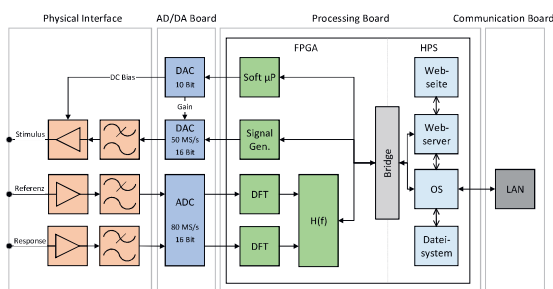 Physical Interface
AD/DA Board
Processing Board
Communication Board
FPGA
HPS
DC Bias
DAC
10 Bit
Soft µP
Web-
seite
Gain
Stimulus
DAC
50 MS/s
16 Bit
Signal
Gen.
Web-
server
Bridge
Referenz
ADC
80 MS/s
16 Bit
DFT
H(f)
OS
LAN
Response
DFT
Datei-
system